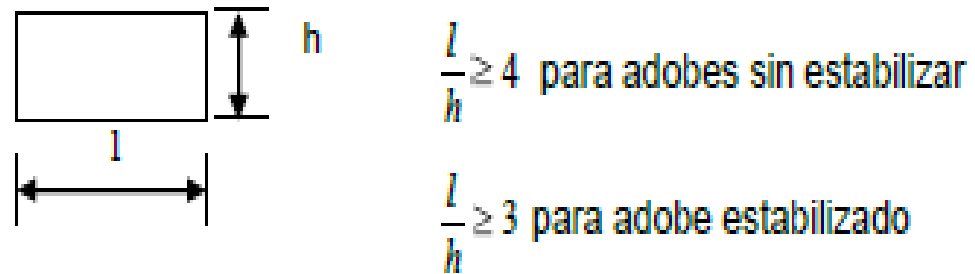 h
l
l/h ≥ 4 para adobes sin estabilizar
l/h ≥ 3 para adobe estabilizado